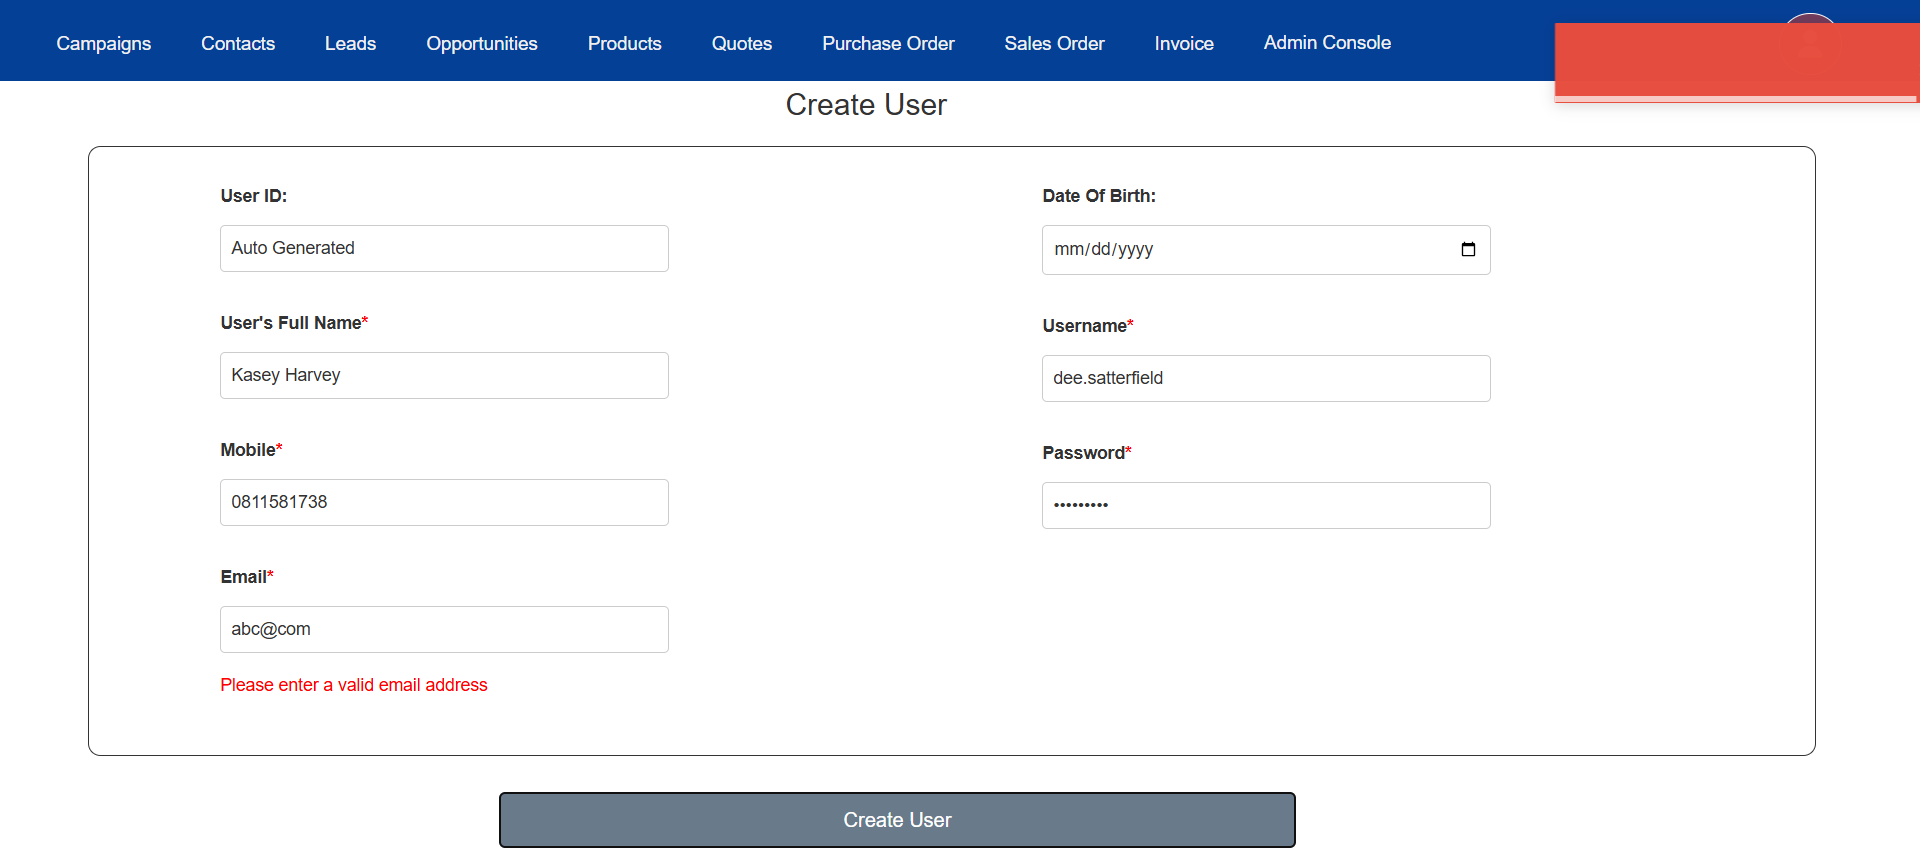 Campaigns Contacts Leads Opportunities Products Quotes Purchase Order Sales Order Invoice Admin Console
Create User
User ID:
Auto Generated
Date Of Birth:
mm/dd/yyyy
User's Full Name*
Kasey Harvey
Username*
dee.satterfield
Mobile*
0811581738
Password*
•••••••••
Email*
abc@com
Please enter a valid email address
Create User